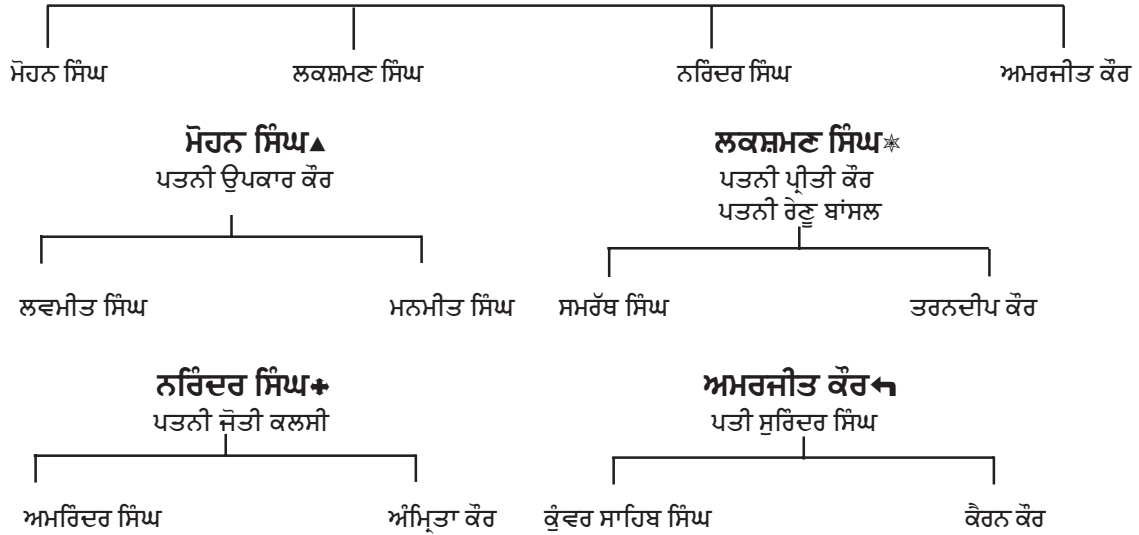 ਮੋਹਨ ਸਿੰਘ ਲਕਸ਼ਮਣ ਸਿੰਘ ਨਰਿੰਦਰ ਸਿੰਘ ਅਮਰਜੀਤ ਕੌਰ
ਮੋਹਨ ਸਿੰਘ▲
ਪਤਨੀ ਉਪਕਾਰ ਕੌਰ
ਲਵਮੀਤ ਸਿੰਘ ਮਨਮੀਤ ਸਿੰਘ
ਲਕਸ਼ਮਣ ਸਿੰਘ✵
ਪਤਨੀ ਪ੍ਰੀਤੀ ਕੌਰ
ਪਤਨੀ ਰੇਣੂ ਬਾਂਸਲ
ਸਮਰੱਥ ਸਿੰਘ ਤਰਨਦੀਪ ਕੌਰ
ਨਰਿੰਦਰ ਸਿੰਘ✚
ਪਤਨੀ ਜੋਤੀ ਕਲਸੀ
ਅਮਰਿੰਦਰ ਸਿੰਘ ਅੰਮ੍ਰਿਤਾ ਕੌਰ
ਅਮਰਜੀਤ ਕੌਰ↰
ਪਤੀ ਸੁਰਿੰਦਰ ਸਿੰਘ
ਕੁੰਵਰ ਸਾਹਿਬ ਸਿੰਘ ਕੈਰਨ ਕੌਰ